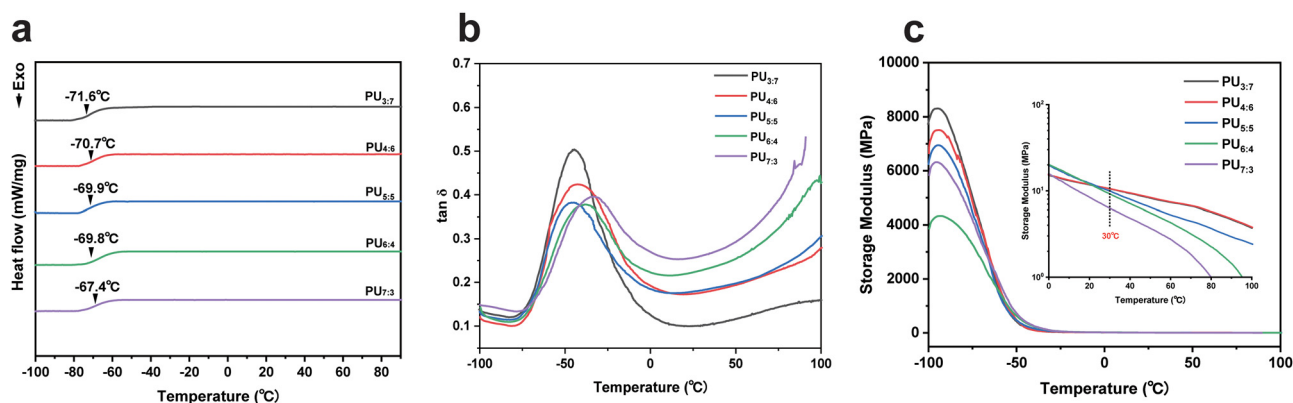 a
Exo
Heat flow (mW/mg)
-71.6℃
PU3:7
-70.7℃
PU4:6
-69.9℃
PU5:5
-69.8℃
PU6:4
-67.4℃
PU7:3
-100 -80 -60 -40 -20 0 20 40 60 80
Temperature (℃)
b
tan δ
0.7
0.6
0.5
0.4
0.3
0.2
0.1
PU3:7
PU4:6
PU5:5
PU6:4
PU7:3
-100 -50 0 50 100
Temperature (℃)
c
Storage Modulus (MPa)
10000
8000
6000
4000
2000
0
PU3:7
PU4:6
PU5:5
PU6:4
PU7:3
Storage Modulus (MPa)
10²
10¹
10⁰
30℃
0 20 40 60 80 100
Temperature (℃)
-100 -50 0 50 100
Temperature (℃)